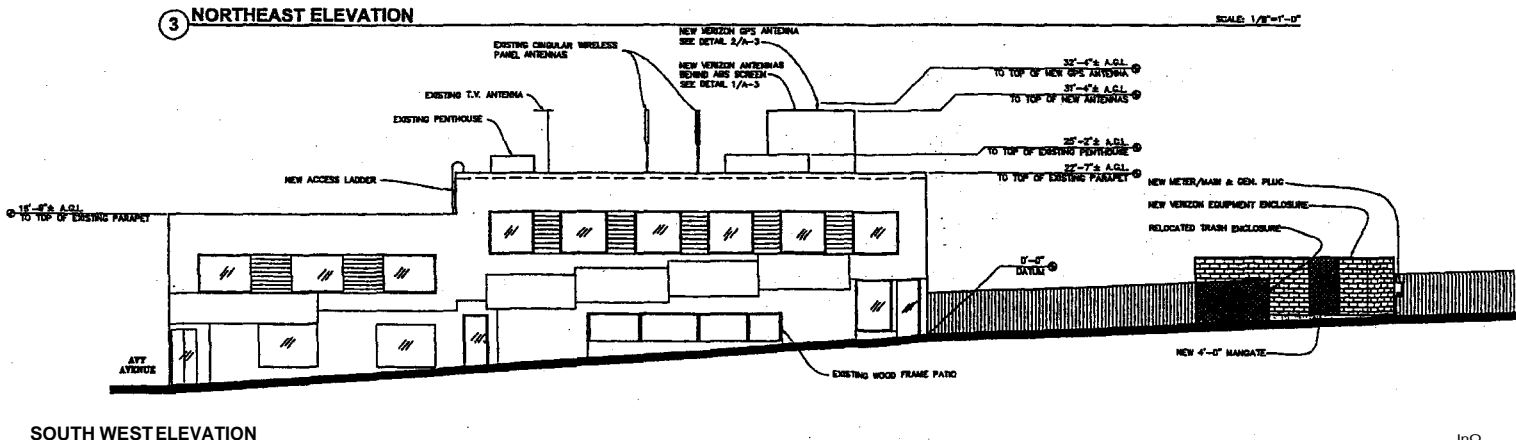 3 NORTHEAST ELEVATION
SCALE: 1/8"=1'-0"
NEW VERIZON GPS ANTENNA
SEE DETAIL 2/A-3
EXISTING CINGULAR WIRELESS
PANEL ANTENNAS
NEW VERIZON ANTENNAS
BEHIND ABS SCREEN
SEE DETAIL 1/A-3
32'-4"± A.G.L.
TO TOP OF NEW GPS ANTENNA
31'-4"± A.G.L.
TO TOP OF NEW ANTENNAS
EXISTING T.V. ANTENNA
EXISTING PENTHOUSE
25'-2"± A.G.L.
TO TOP OF EXISTING PENTHOUSE
22'-7"± A.G.L.
TO TOP OF EXISTING PARAPET
NEW ACCESS LADDER
A.G.L.
TO TOP OF EXISTING PARAPET
NEW METER/MAIN & GEN. PLUG
NEW VERIZON EQUIPMENT ENCLOSURE
RELOCATED TRASH ENCLOSURE
0'-0"
DATUM
AVY
AVENUE
NEW 4'-0" MANGATE
EXISTING WOOD FRAME PATIO
SOUTH WEST ELEVATION